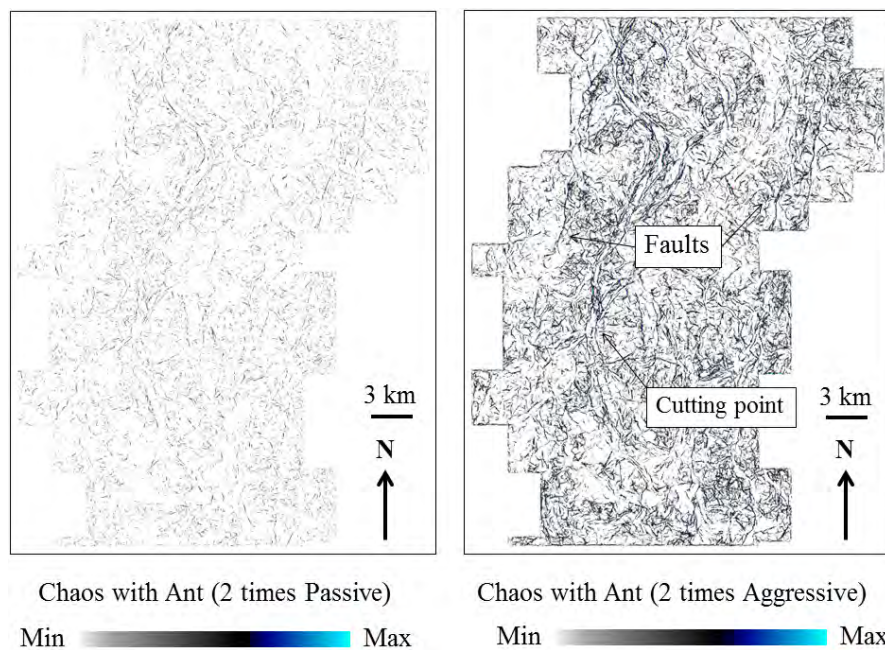 Faults
Cutting point
3 km
N
3 km
N
Chaos with Ant (2 times Passive)
Chaos with Ant (2 times Aggressive)
Min
Max
Min
Max